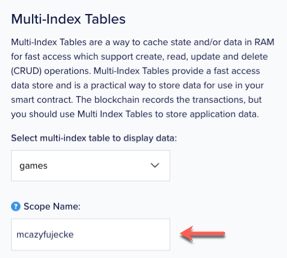 Multi-Index Tables
Multi-Index Tables are a way to cache state and/or data in RAM
for fast access which support create, read, update and delete
(CRUD) operations. Multi-Index Tables provide a fast access
data store and is a practical way to store data for use in your
smart contract. The blockchain records the transactions, but
you should use Multi Index Tables to store application data.
Select multi-index table to display data:
games
? Scope Name:
mcazyfujecke